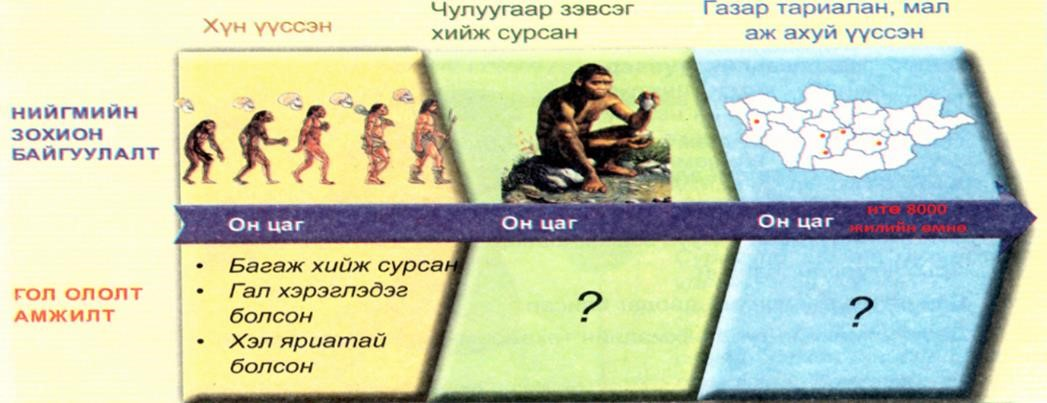 Хүн үүссэн
Чулуугаар зэвсэг
хийж сурсан
Газар тариалан, мал
аж ахуй үүссэн
НИЙГМИЙН
ЗОХИОН
БАЙГУУЛАЛТ
Он цаг
Он цаг
Он цаг
нтө 8000
жилийн өмнө
ГОЛ ОЛОЛТ
АМЖИЛТ
• Багаж хийж сурсан
• Гал хэрэглэдэг
болсон
• Хэл яриатай
болсон
?
?